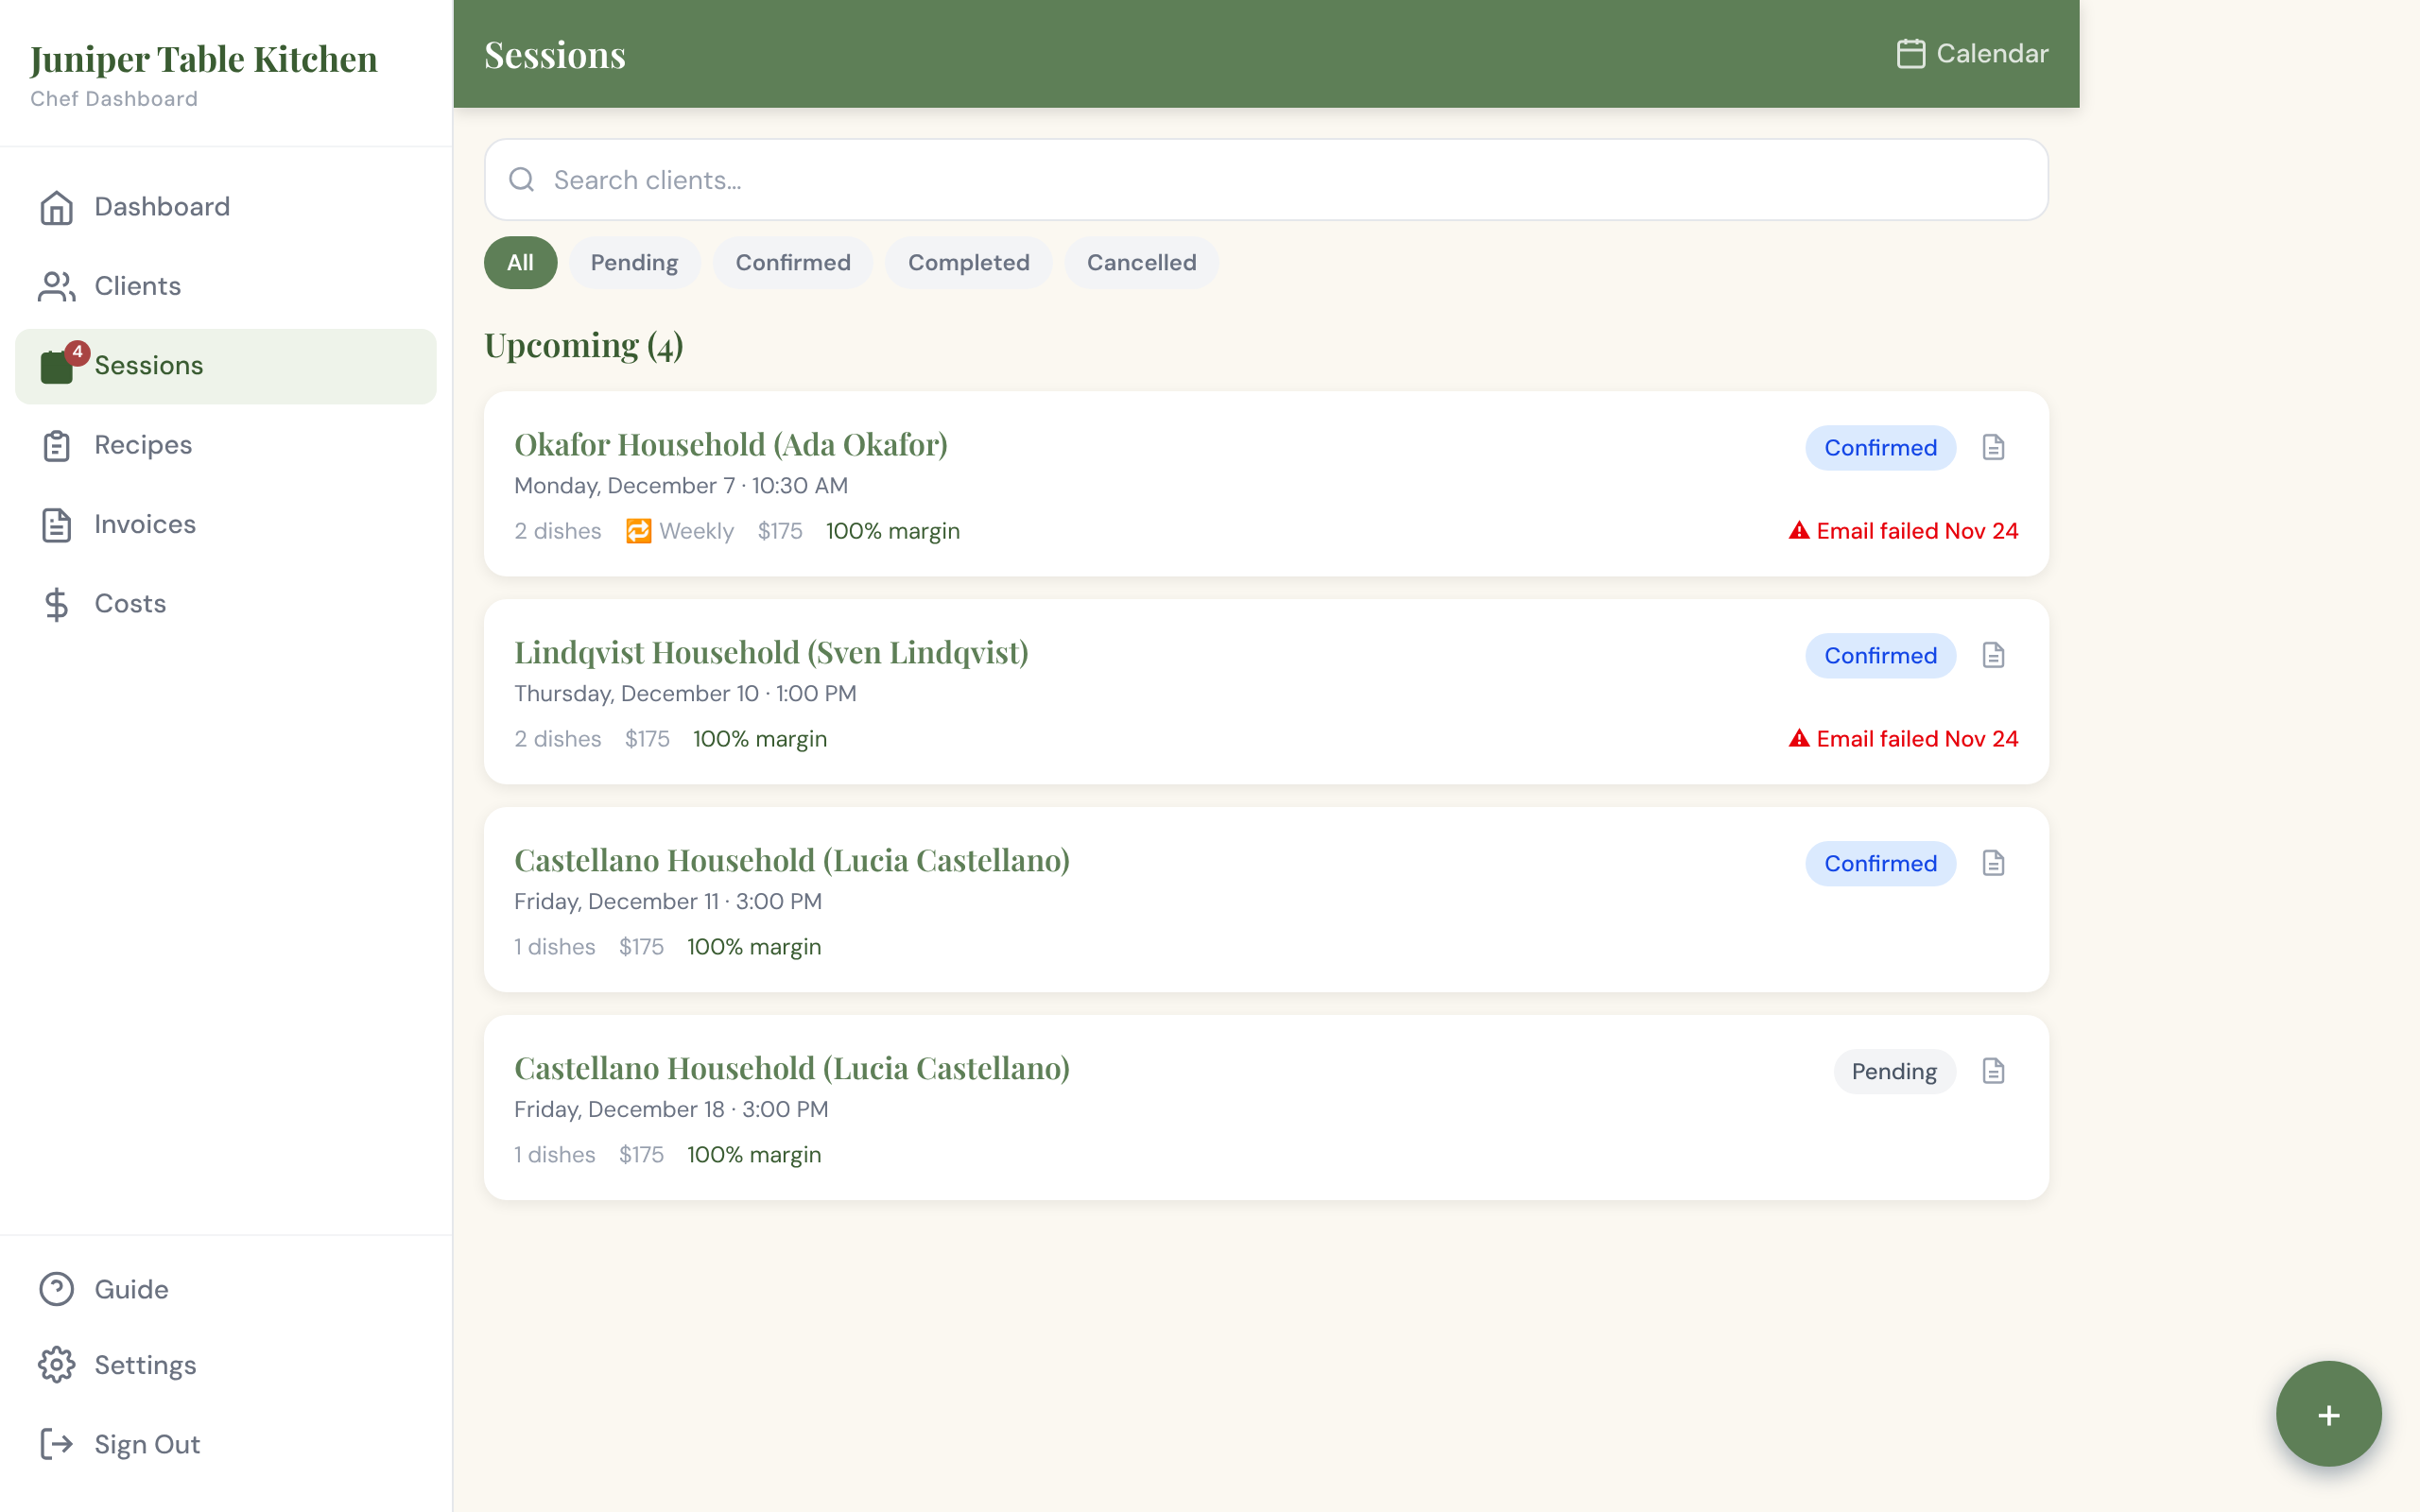 Juniper Table Kitchen
Chef Dashboard
Dashboard
Clients
4
Sessions
Recipes
Invoices
Costs
Guide
Settings
Sign Out
Sessions
Calendar
Search clients...
All
Pending
Confirmed
Completed
Cancelled
Upcoming (4)
Okafor Household (Ada Okafor)
Confirmed
Monday, December 7 · 10:30 AM
2 dishes 🔁 Weekly $175 100% margin
⚠ Email failed Nov 24
Lindqvist Household (Sven Lindqvist)
Confirmed
Thursday, December 10 · 1:00 PM
2 dishes $175 100% margin
⚠ Email failed Nov 24
Castellano Household (Lucia Castellano)
Confirmed
Friday, December 11 · 3:00 PM
1 dishes $175 100% margin
Castellano Household (Lucia Castellano)
Pending
Friday, December 18 · 3:00 PM
1 dishes $175 100% margin
+